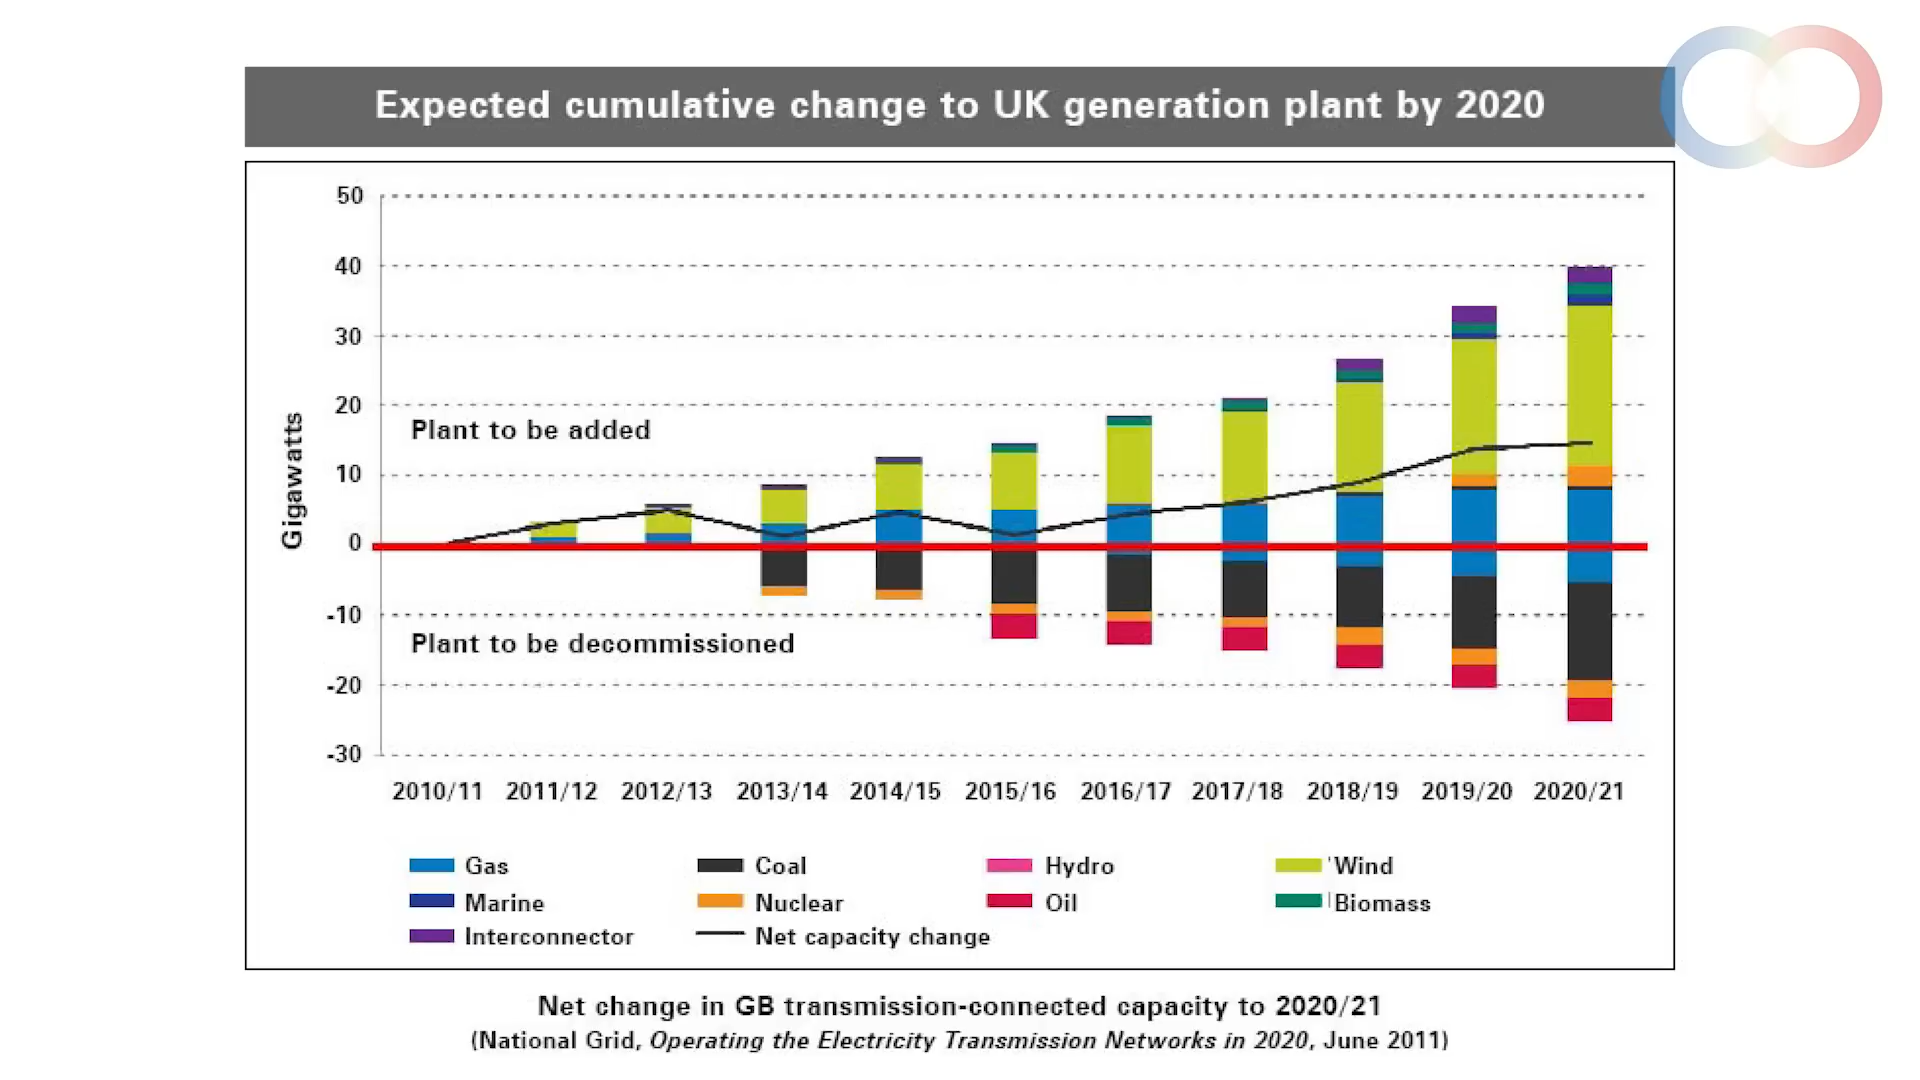 Expected cumulative change to UK generation plant by 2020
50
40
30
20
10
0
-10
-20
-30
Gigawatts
Plant to be added
Plant to be decommissioned
2010/11 2011/12 2012/13 2013/14 2014/15 2015/16 2016/17 2017/18 2018/19 2019/20 2020/21
Gas Coal Hydro Wind
Marine Nuclear Oil Biomass
Interconnector Net capacity change
Net change in GB transmission-connected capacity to 2020/21
(National Grid, Operating the Electricity Transmission Networks in 2020, June 2011)